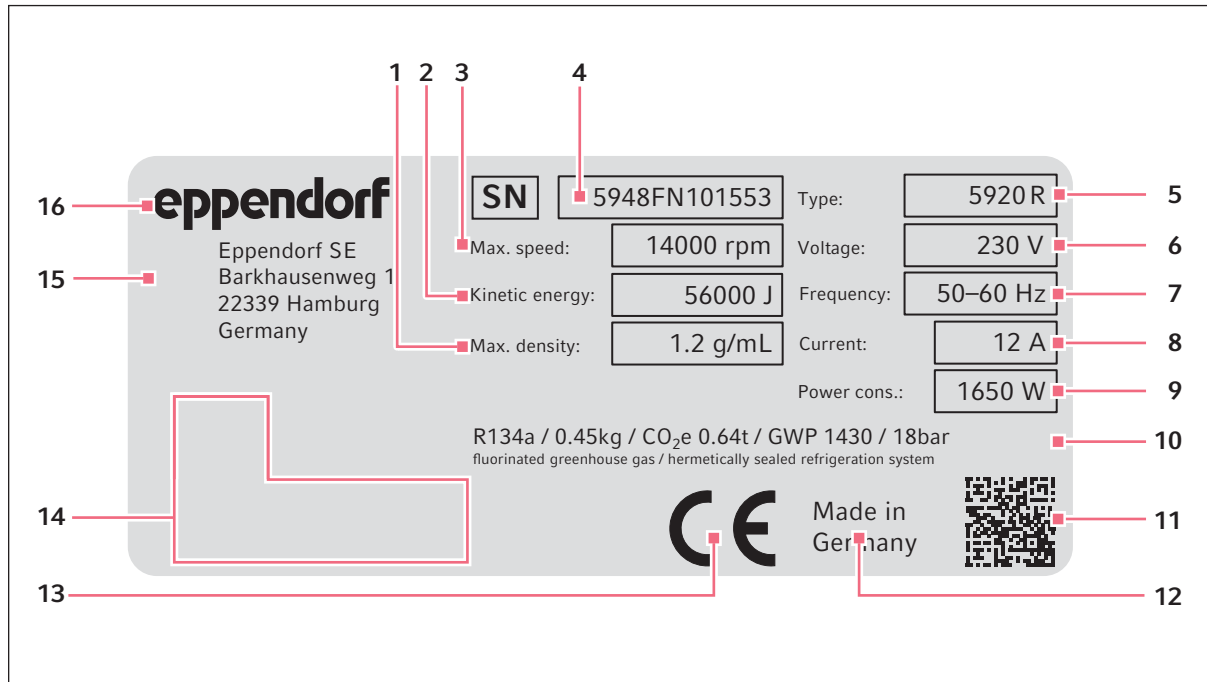 1 2 3 4
16 eppendorf SN 5948FN101553 Type: 5920 R 5
15 Eppendorf SE Max. speed: 14000 rpm Voltage: 230 V 6
Barkhausenweg 1 Kinetic energy: 56000 J Frequency: 50–60 Hz 7
22339 Hamburg
Germany Max. density: 1.2 g/mL Current: 12 A 8
Power cons.: 1650 W 9
R134a / 0.45kg / CO₂e 0.64t / GWP 1430 / 18bar 10
fluorinated greenhouse gas / hermetically sealed refrigeration system
14 CE Made in 11
Germany
13 12